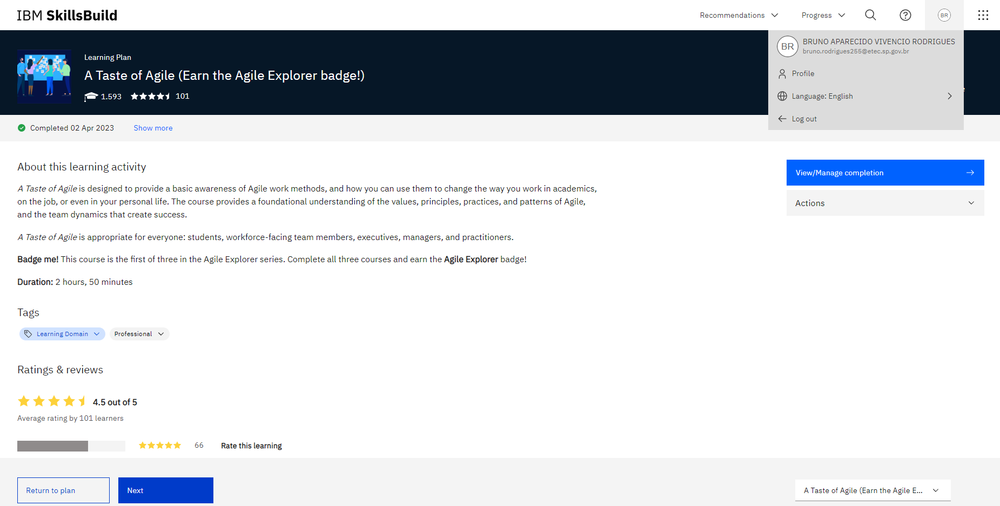 IBM SkillsBuild
Recommendations
Progress
BR
BR
BRUNO APARECIDO VIVENCIO RODRIGUES
bruno.rodrigues255@etec.sp.gov.br
Profile
Language: English
Log out
Learning Plan
A Taste of Agile (Earn the Agile Explorer badge!)
1.593
101
Completed 02 Apr 2023
Show more
About this learning activity
A Taste of Agile is designed to provide a basic awareness of Agile work methods, and how you can use them to change the way you work in academics,
on the job, or even in your personal life. The course provides a foundational understanding of the values, principles, practices, and patterns of Agile,
and the team dynamics that create success.
A Taste of Agile is appropriate for everyone: students, workforce-facing team members, executives, managers, and practitioners.
Badge me! This course is the first of three in the Agile Explorer series. Complete all three courses and earn the Agile Explorer badge!
Duration: 2 hours, 50 minutes
View/Manage completion
Actions
Tags
Learning Domain
Professional
Ratings & reviews
4.5 out of 5
Average rating by 101 learners
66
Rate this learning
Return to plan
Next
A Taste of Agile (Earn the Agile E...